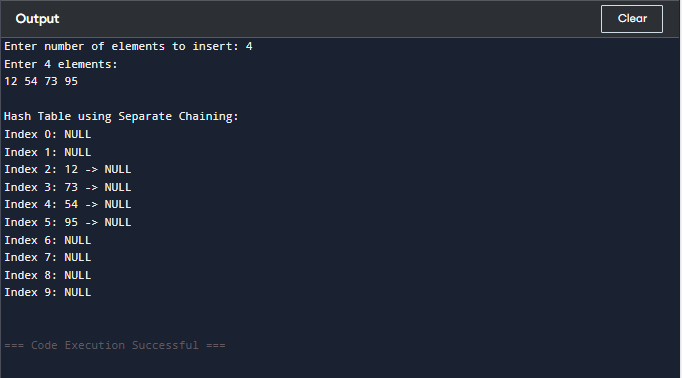 Output
Clear
Enter number of elements to insert: 4
Enter 4 elements:
12 54 73 95
Hash Table using Separate Chaining:
Index 0: NULL
Index 1: NULL
Index 2: 12 -> NULL
Index 3: 73 -> NULL
Index 4: 54 -> NULL
Index 5: 95 -> NULL
Index 6: NULL
Index 7: NULL
Index 8: NULL
Index 9: NULL
=== Code Execution Successful ===